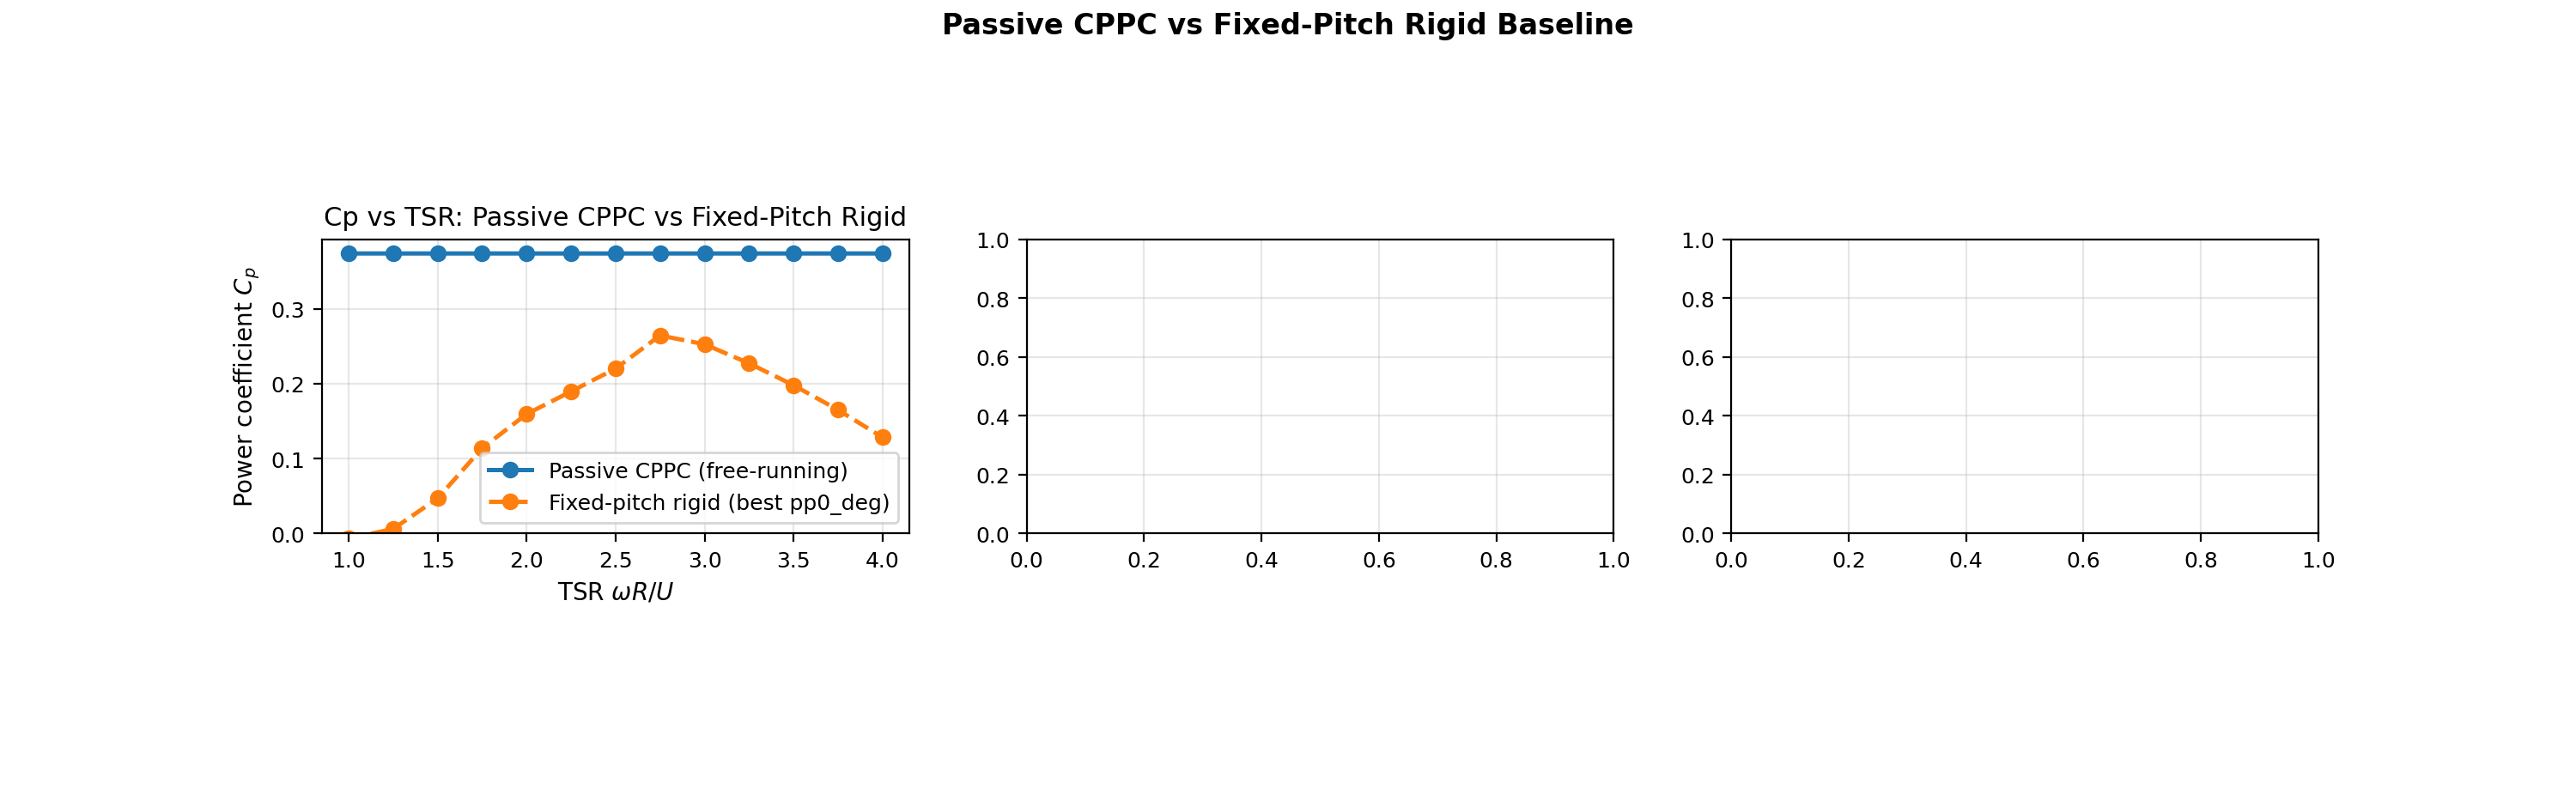 Passive CPPC vs Fixed-Pitch Rigid Baseline
Cp vs TSR: Passive CPPC vs Fixed-Pitch Rigid
Power coefficient Cₚ
0.3
0.2
0.1
0.0
Passive CPPC (free-running)
Fixed-pitch rigid (best pp0_deg)
1.0 1.5 2.0 2.5 3.0 3.5 4.0
TSR ωR/U
1.0
0.8
0.6
0.4
0.2
0.0
0.0 0.2 0.4 0.6 0.8 1.0
1.0
0.8
0.6
0.4
0.2
0.0
0.0 0.2 0.4 0.6 0.8 1.0